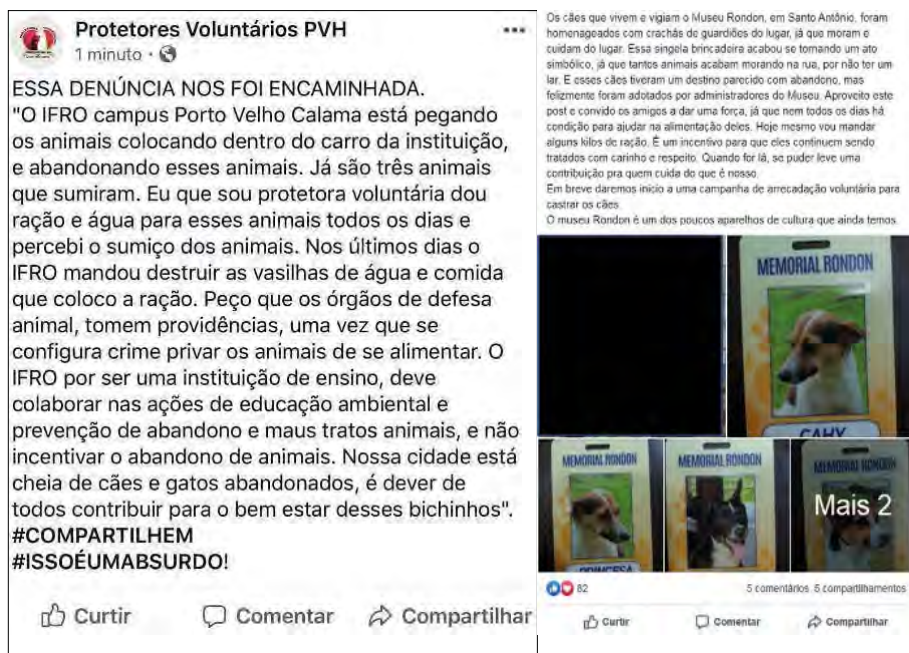 Protetores Voluntários PVH
1 minuto ·
ESSA DENÚNCIA NOS FOI ENCAMINHADA.
"O IFRO campus Porto Velho Calama está pegando
os animais colocando dentro do carro da instituição,
e abandonando esses animais. Já são três animais
que sumiram. Eu que sou protetora voluntária dou
ração e água para esses animais todos os dias e
percebi o sumiço dos animais. Nos últimos dias o
IFRO mandou destruir as vasilhas de água e comida
que coloco a ração. Peço que os órgãos de defesa
animal, tomem providências, uma vez que se
configura crime privar os animais de se alimentar. O
IFRO por ser uma instituição de ensino, deve
colaborar nas ações de educação ambiental e
prevenção de abandono e maus tratos animais, e não
incentivar o abandono de animais. Nossa cidade está
cheia de cães e gatos abandonados, é dever de
todos contribuir para o bem estar desses bichinhos".
#COMPARTILHEM
#ISSOÉUMABSURDO!
Curtir Comentar Compartilhar
Os cães que vivem e vigiam o Museu Rondon, em Santo Antônio, foram
homenageados com crachás de guardiões do lugar, já que moram e
cuidam do lugar. Essa singela brincadeira acabou se tornando um ato
simbólico, já que tantos animais acabam morando na rua, por não ter um
lar. E esses cães tiveram um destino parecido com abandono, mas
felizmente foram adotados por administradores do Museu. Aproveito este
post e convido os amigos a dar uma força, já que nem todos os dias há
condição para ajudar na alimentação deles. Hoje mesmo vou mandar
alguns kilos de ração. É um incentivo para que eles continuem sendo
tratados com carinho e respeito. Quando for lá, se puder leve uma
contribuição pra quem cuida do que é nosso.
Em breve daremos inicio a uma campanha de arrecadação voluntária para
castrar os cães.
O museu Rondon é um dos poucos aparelhos de cultura que ainda temos.
MEMORIAL RONDON
CAHY
MEMORIAL RONDON
PRINCESA
MEMORIAL RONDON
MEMORIAL RONDON
Mais 2
82 5 comentários 5 compartilhamentos
Curtir Comentar Compartilhar